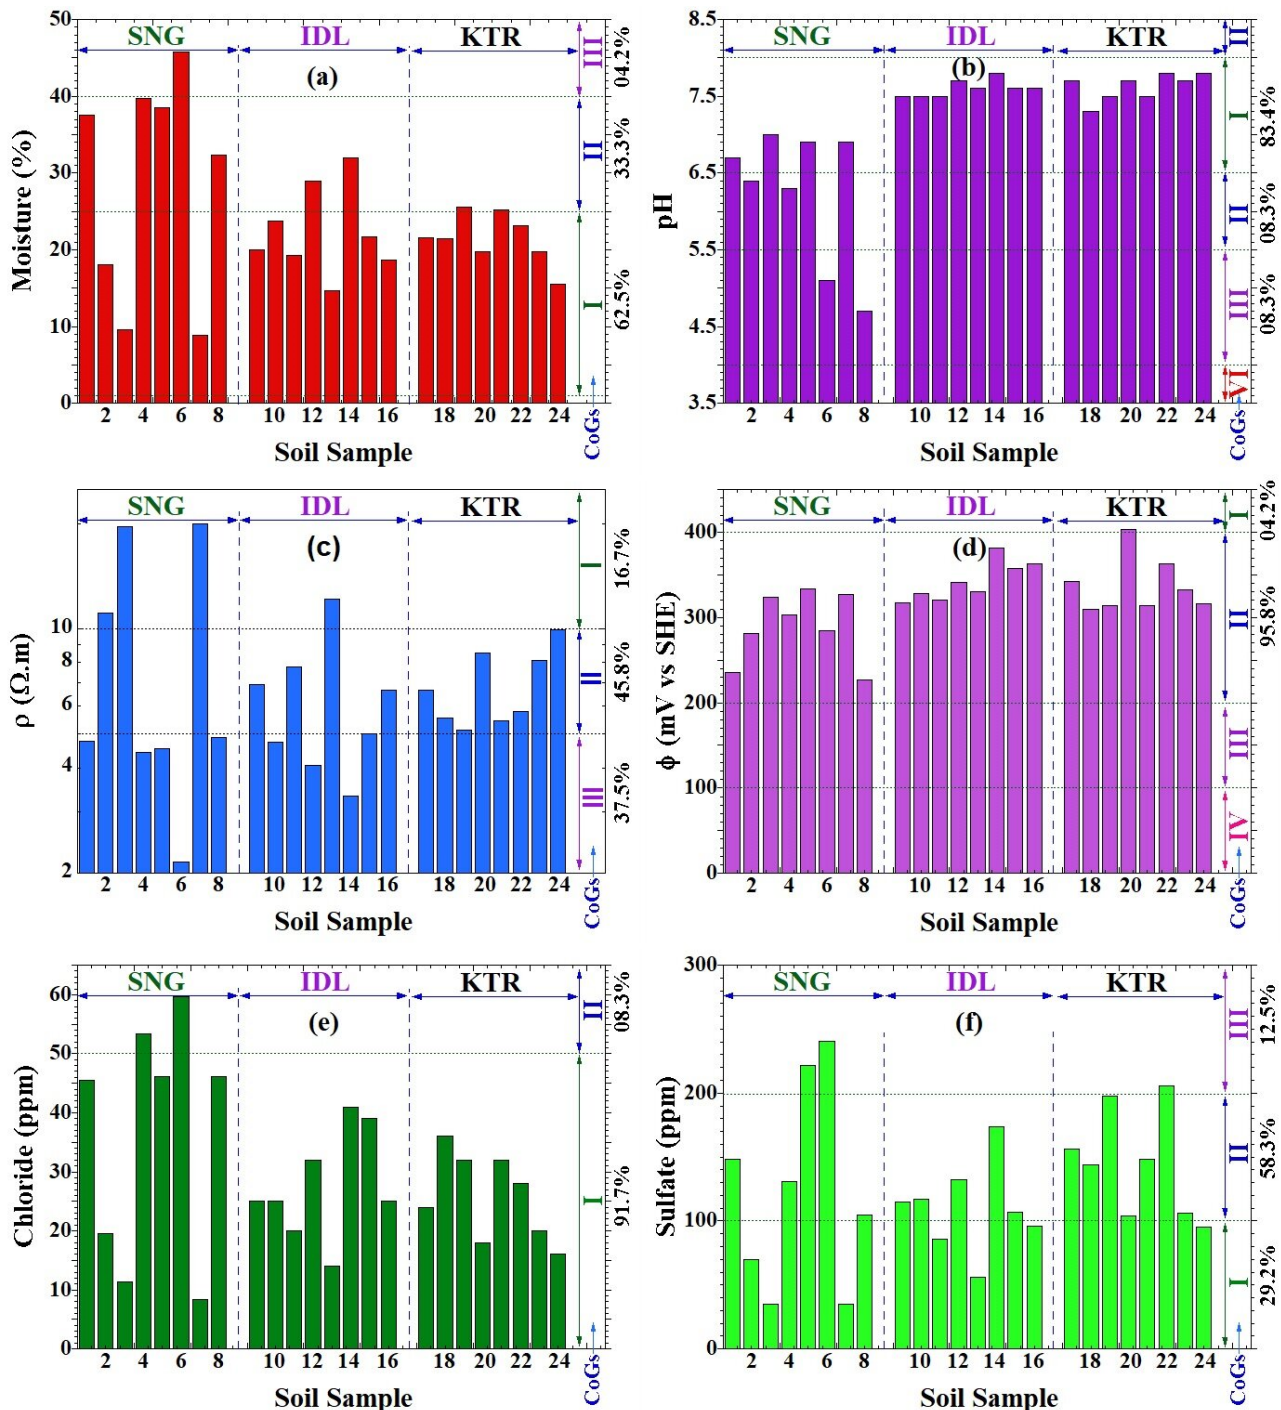 SNG IDL KTR
(a)
Moisture (%)
50
40
30
20
10
0
2 4 6 8 10 12 14 16 18 20 22 24
Soil Sample
III 04.2%
II 33.3%
I 62.5%
CoGs
SNG IDL KTR
(b)
pH
8.5
7.5
6.5
5.5
4.5
3.5
2 4 6 8 10 12 14 16 18 20 22 24
Soil Sample
II
I 83.4%
II 08.3%
III 08.3%
VI
CoGs
SNG IDL KTR
(c)
ρ (Ω.m)
10
8
6
4
2
2 4 6 8 10 12 14 16 18 20 22 24
Soil Sample
I 16.7%
II 45.8%
III 37.5%
CoGs
SNG IDL KTR
(d)
ϕ (mV vs SHE)
400
300
200
100
0
2 4 6 8 10 12 14 16 18 20 22 24
Soil Sample
I 04.2%
II 95.8%
III
IV
CoGs
SNG IDL KTR
(e)
Chloride (ppm)
60
50
40
30
20
10
0
2 4 6 8 10 12 14 16 18 20 22 24
Soil Sample
II 08.3%
I 91.7%
CoGs
SNG IDL KTR
(f)
Sulfate (ppm)
300
200
100
0
2 4 6 8 10 12 14 16 18 20 22 24
Soil Sample
III 12.5%
II 58.3%
I 29.2%
CoGs